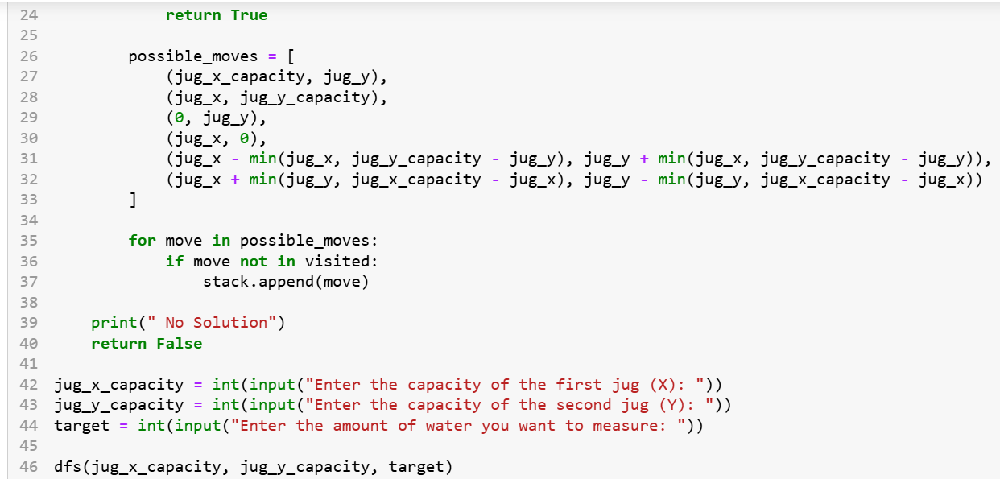 24            return True
25
26        possible_moves = [
27            (jug_x_capacity, jug_y),
28            (jug_x, jug_y_capacity),
29            (0, jug_y),
30            (jug_x, 0),
31            (jug_x - min(jug_x, jug_y_capacity - jug_y), jug_y + min(jug_x, jug_y_capacity - jug_y)),
32            (jug_x + min(jug_y, jug_x_capacity - jug_x), jug_y - min(jug_y, jug_x_capacity - jug_x))
33        ]
34
35        for move in possible_moves:
36            if move not in visited:
37                stack.append(move)
38
39    print(" No Solution")
40    return False
41
42 jug_x_capacity = int(input("Enter the capacity of the first jug (X): "))
43 jug_y_capacity = int(input("Enter the capacity of the second jug (Y): "))
44 target = int(input("Enter the amount of water you want to measure: "))
45
46 dfs(jug_x_capacity, jug_y_capacity, target)